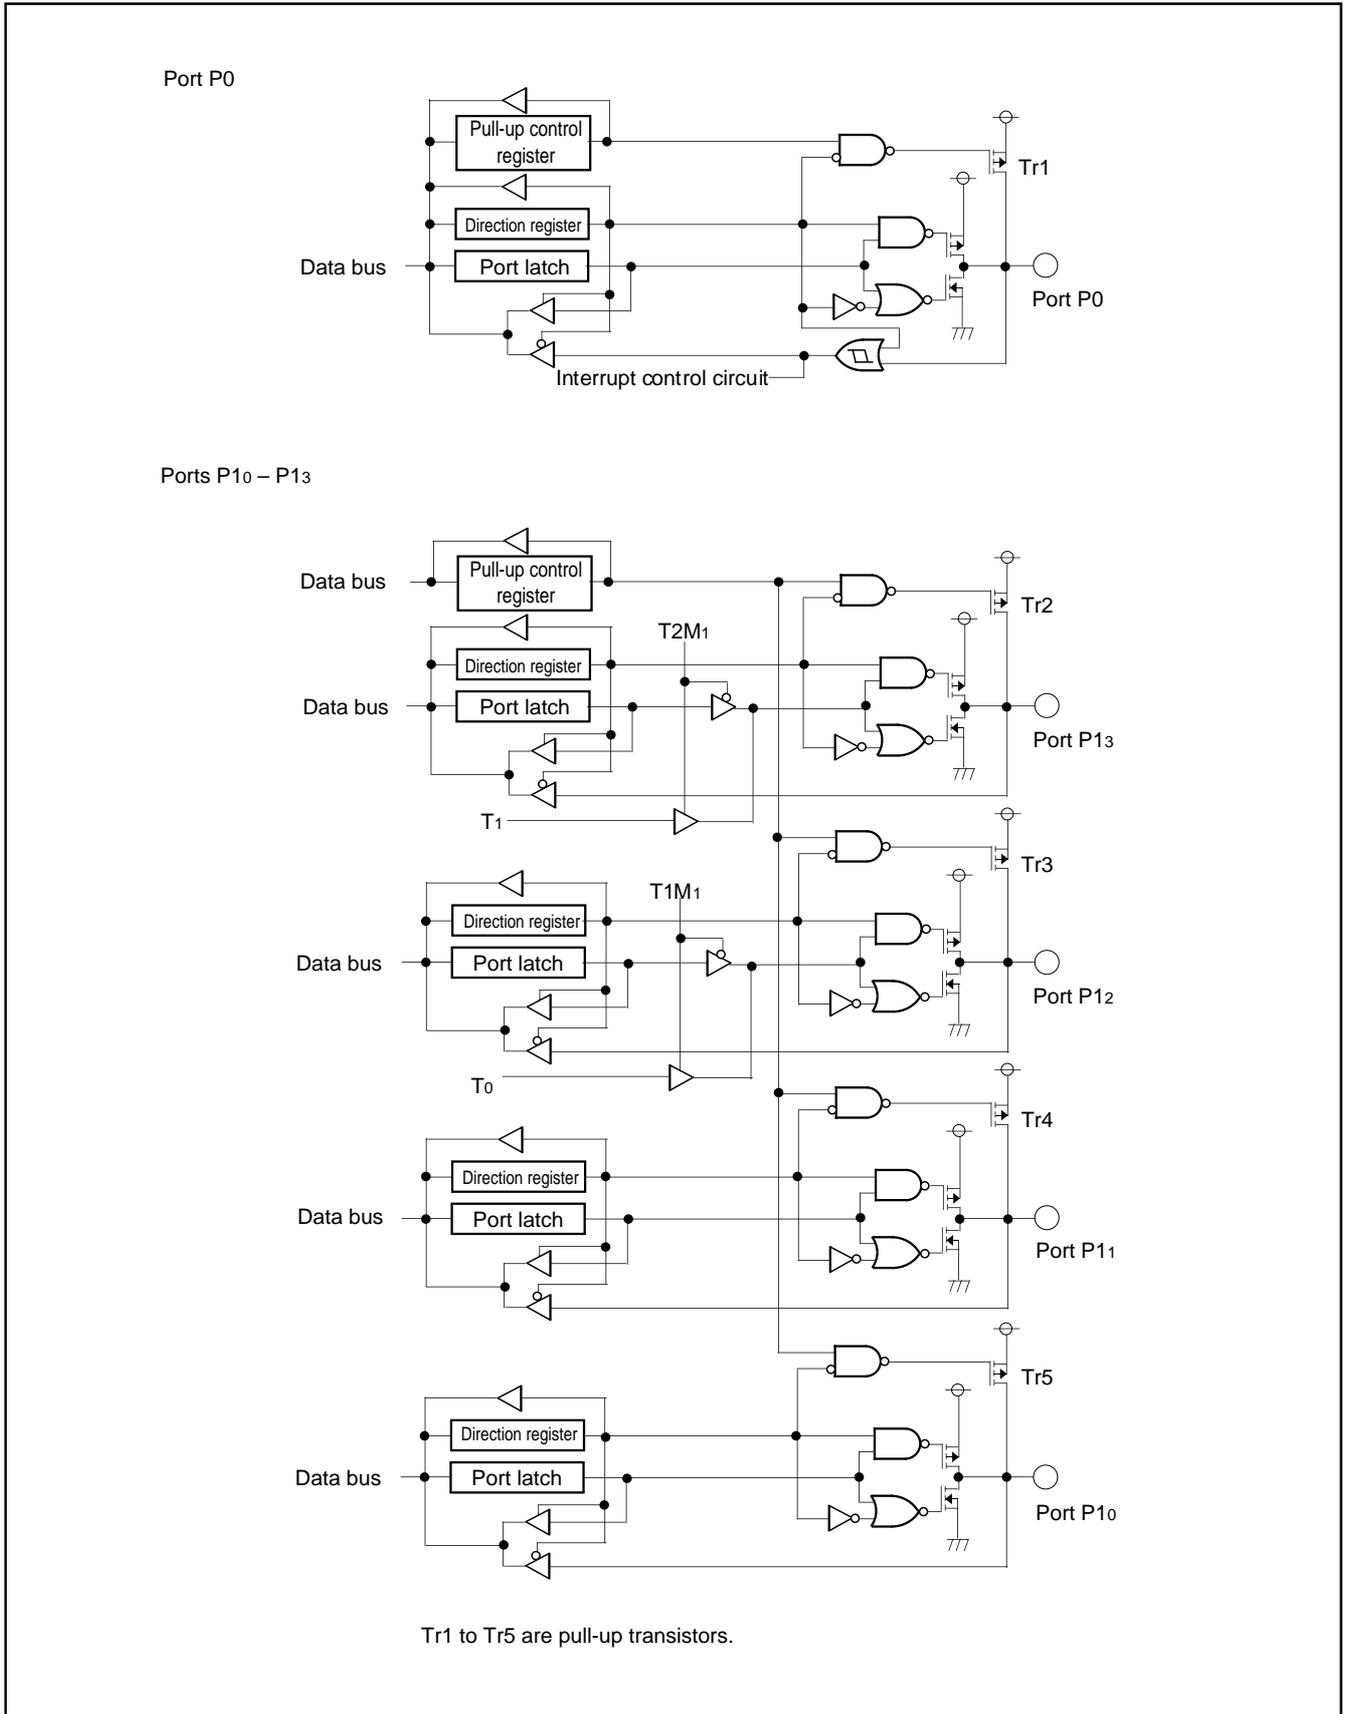 Port P0
Pull-up control
register
Tr1
Direction register
Data bus
Port latch
Port P0
Interrupt control circuit
Ports P10 – P13
Data bus
Pull-up control
register
Tr2
T2M1
Direction register
Data bus
Port latch
Port P13
T1
Tr3
T1M1
Direction register
Data bus
Port latch
Port P12
T0
Tr4
Direction register
Data bus
Port latch
Port P11
Tr5
Direction register
Data bus
Port latch
Port P10
Tr1 to Tr5 are pull-up transistors.